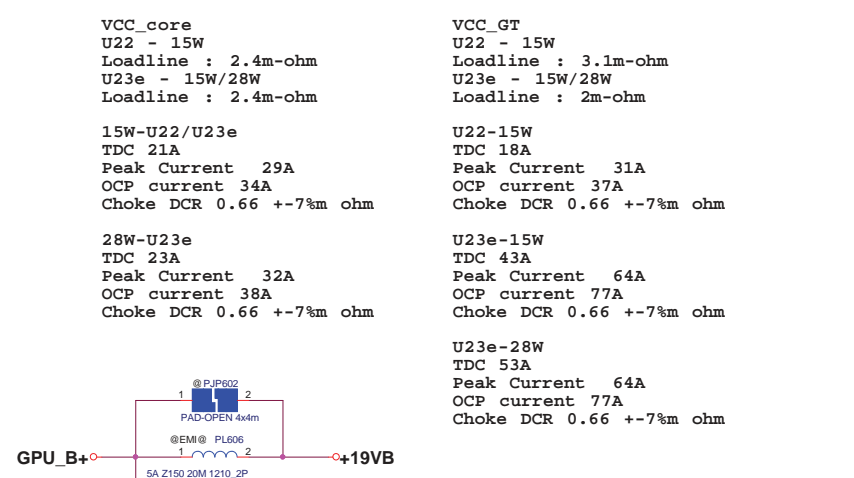 VCC_core
U22 - 15W
Loadline : 2.4m-ohm
U23e - 15W/28W
Loadline : 2.4m-ohm
15W-U22/U23e
TDC 21A
Peak Current 29A
OCP current 34A
Choke DCR 0.66 +-7%m ohm
28W-U23e
TDC 23A
Peak Current 32A
OCP current 38A
Choke DCR 0.66 +-7%m ohm
VCC_GT
U22 - 15W
Loadline : 3.1m-ohm
U23e - 15W/28W
Loadline : 2m-ohm
U22-15W
TDC 18A
Peak Current 31A
OCP current 37A
Choke DCR 0.66 +-7%m ohm
U23e-15W
TDC 43A
Peak Current 64A
OCP current 77A
Choke DCR 0.66 +-7%m ohm
U23e-28W
TDC 53A
Peak Current 64A
OCP current 77A
Choke DCR 0.66 +-7%m ohm
@ PJP602
1 2
PAD-OPEN 4x4m
@EMI@ PL606
1 2
GPU_B+ +19VB
5A Z150 20M 1210_2P